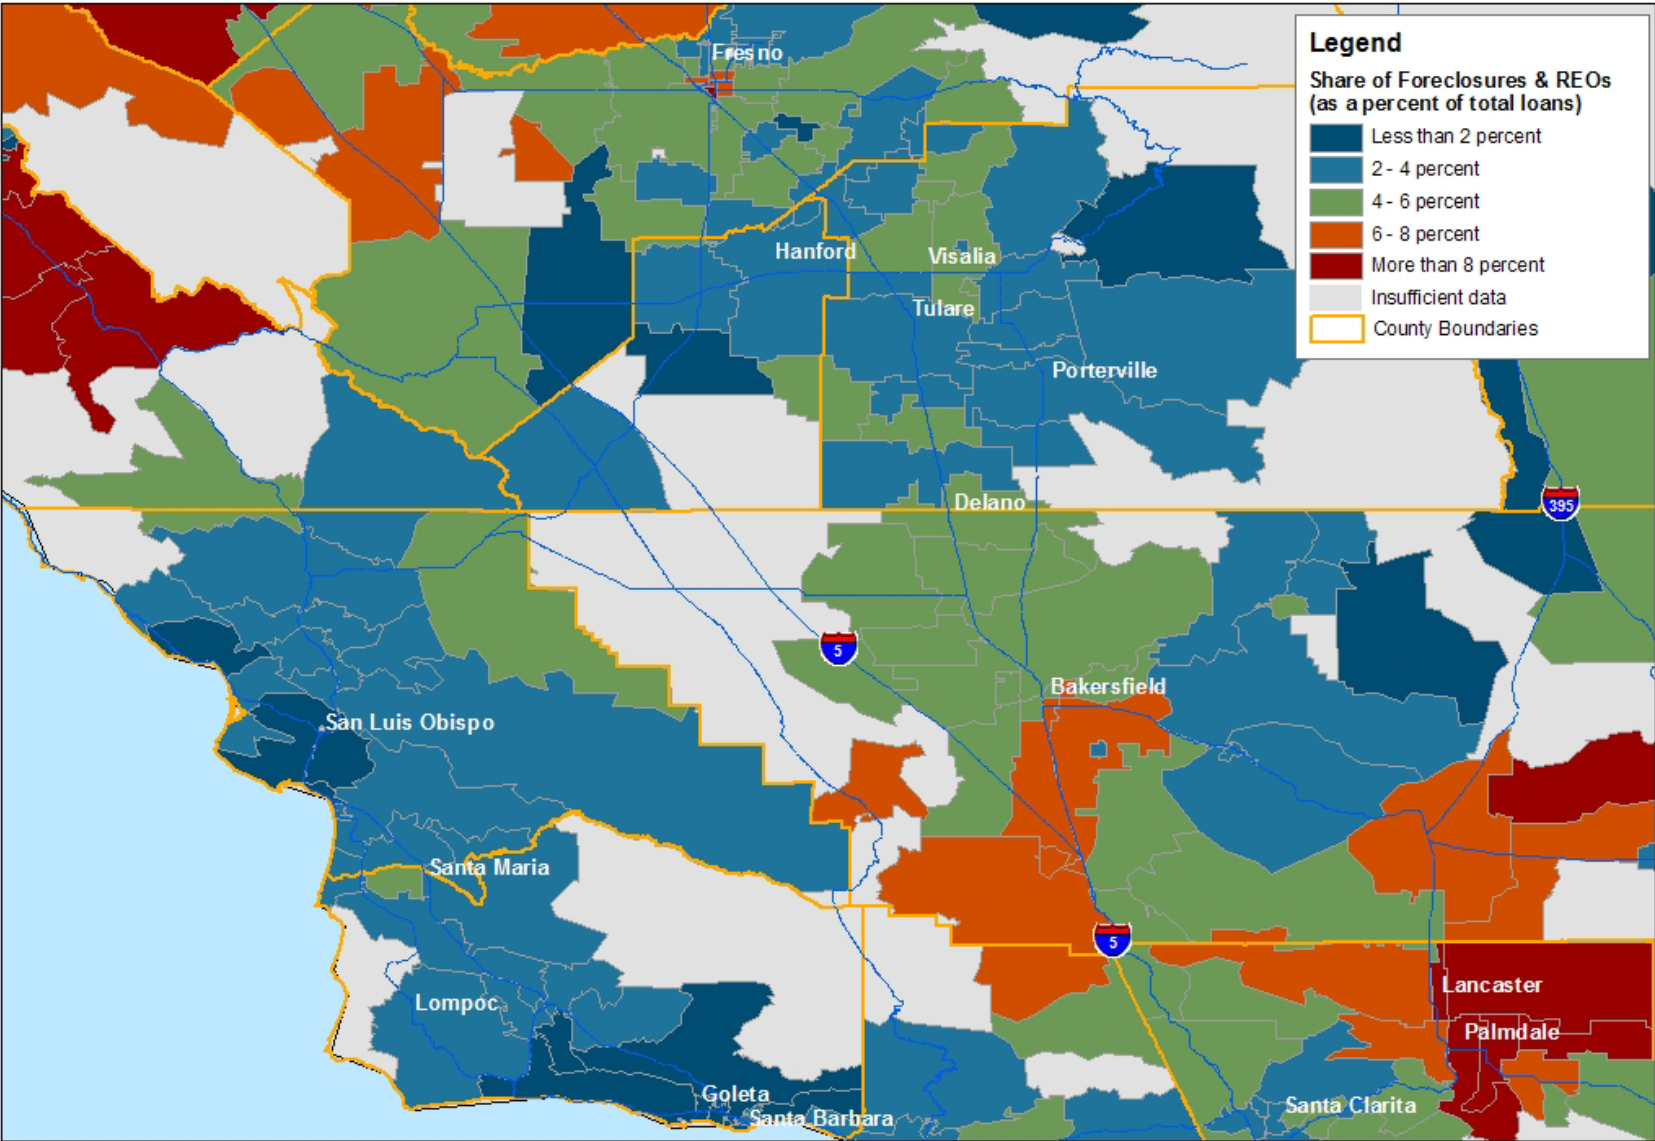 Legend
Share of Foreclosures & REOs
(as a percent of total loans)
Less than 2 percent
2 - 4 percent
4 - 6 percent
6 - 8 percent
More than 8 percent
Insufficient data
County Boundaries
Fresno
Hanford
Visalia
Tulare
Porterville
Delano
395
5
Bakersfield
San Luis Obispo
Santa Maria
5
Lancaster
Lompoc
Palmdale
Goleta
Santa Clarita
Santa Barbara